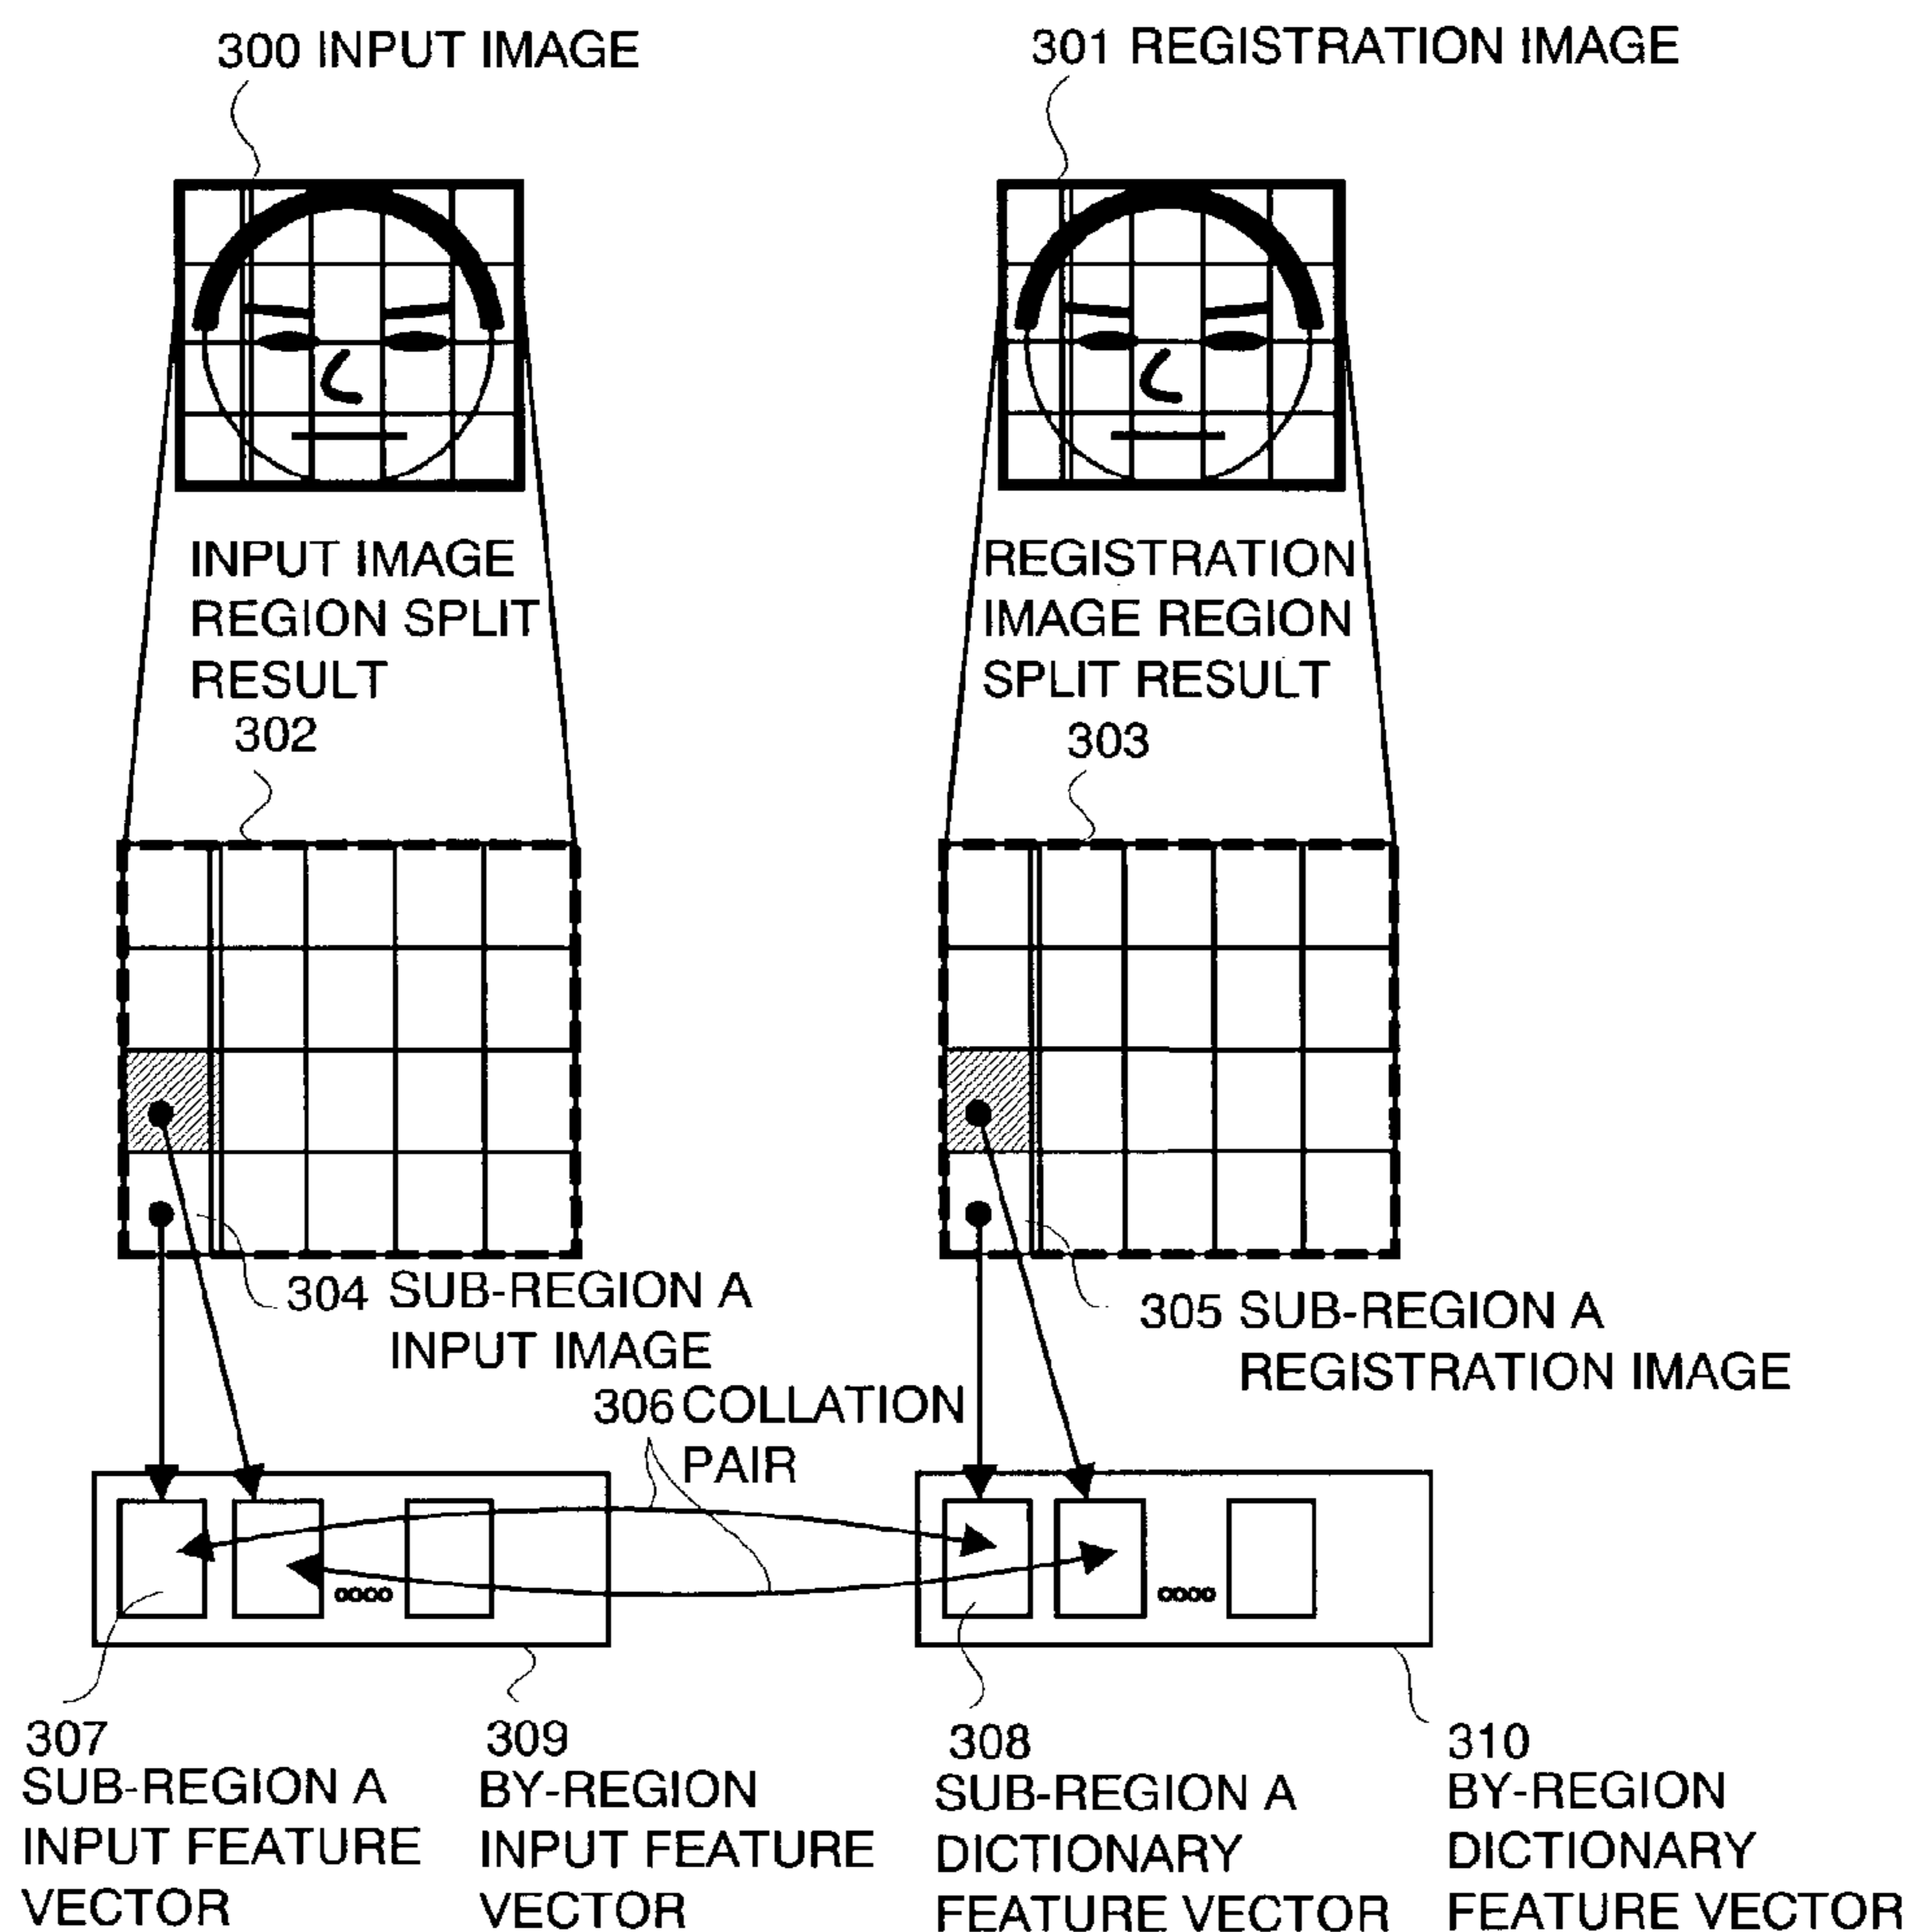 300 INPUT IMAGE
301 REGISTRATION IMAGE
INPUT IMAGE
REGION SPLIT
RESULT
302
REGISTRATION
IMAGE REGION
SPLIT RESULT
303
304 SUB-REGION A
INPUT IMAGE
305 SUB-REGION A
REGISTRATION IMAGE
306 COLLATION
PAIR
307
SUB-REGION A
INPUT FEATURE
VECTOR
309
BY-REGION
INPUT FEATURE
VECTOR
308
SUB-REGION A
DICTIONARY
FEATURE VECTOR
310
BY-REGION
DICTIONARY
FEATURE VECTOR